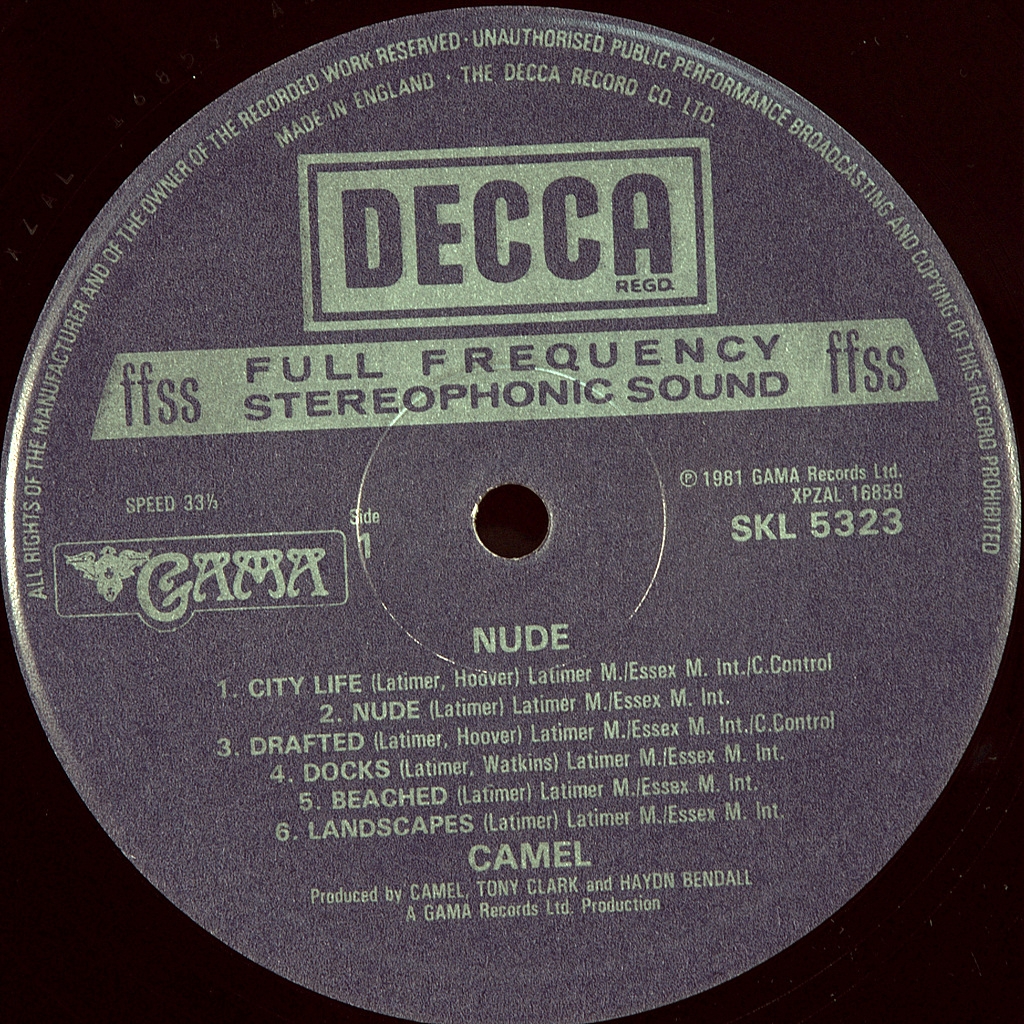 ALL RIGHTS OF THE MANUFACTURER AND OF THE OWNER OF THE RECORDED WORK RESERVED · UNAUTHORISED PUBLIC PERFORMANCE BROADCASTING AND COPYING OF THIS RECORD PROHIBITED
MADE IN ENGLAND · THE DECCA RECORD CO. LTD.
DECCA
REGD.
ffss FULL FREQUENCY ffss
STEREOPHONIC SOUND
℗ 1981 GAMA Records Ltd.
XPZAL 16859
SKL 5323
SPEED 33⅓
Side
1
GAMA
NUDE
1. CITY LIFE (Latimer, Hoover) Latimer M./Essex M. Int./C.Control
2. NUDE (Latimer) Latimer M./Essex M. Int.
3. DRAFTED (Latimer, Hoover) Latimer M./Essex M. Int./C.Control
4. DOCKS (Latimer, Watkins) Latimer M./Essex M. Int.
5. BEACHED (Latimer) Latimer M./Essex M. Int.
6. LANDSCAPES (Latimer) Latimer M./Essex M. Int.
CAMEL
Produced by CAMEL, TONY CLARK and HAYDN BENDALL
A GAMA Records Ltd. Production